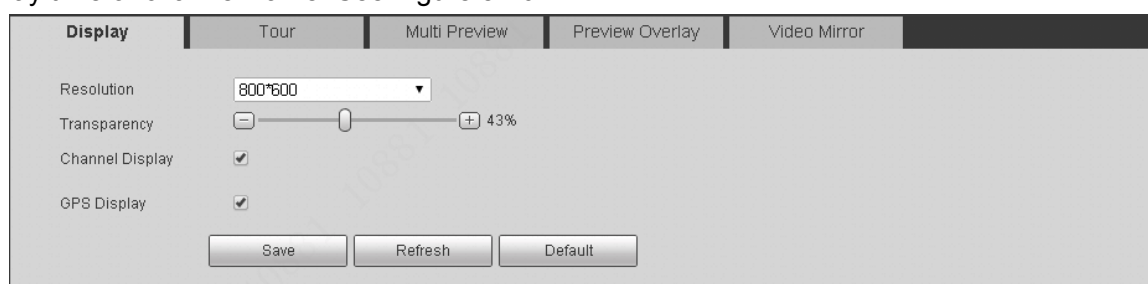 Display Tour Multi Preview Preview Overlay Video Mirror
Resolution 800*600
Transparency 43%
Channel Display
GPS Display
Save Refresh Default